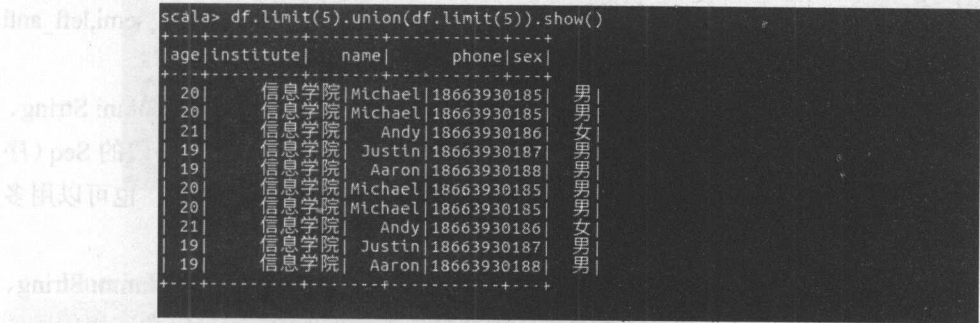 scala> df.limit(5).union(df.limit(5)).show()
+---+---------+-------+-----------+---+
|age|institute|   name|      phone|sex|
+---+---------+-------+-----------+---+
| 20|     信息学院|Michael|18663930185|  男|
| 20|     信息学院|Michael|18663930185|  男|
| 21|     信息学院|   Andy|18663930186|  女|
| 19|     信息学院| Justin|18663930187|  男|
| 19|     信息学院|  Aaron|18663930188|  男|
| 20|     信息学院|Michael|18663930185|  男|
| 20|     信息学院|Michael|18663930185|  男|
| 21|     信息学院|   Andy|18663930186|  女|
| 19|     信息学院| Justin|18663930187|  男|
| 19|     信息学院|  Aaron|18663930188|  男|
+---+---------+-------+-----------+---+